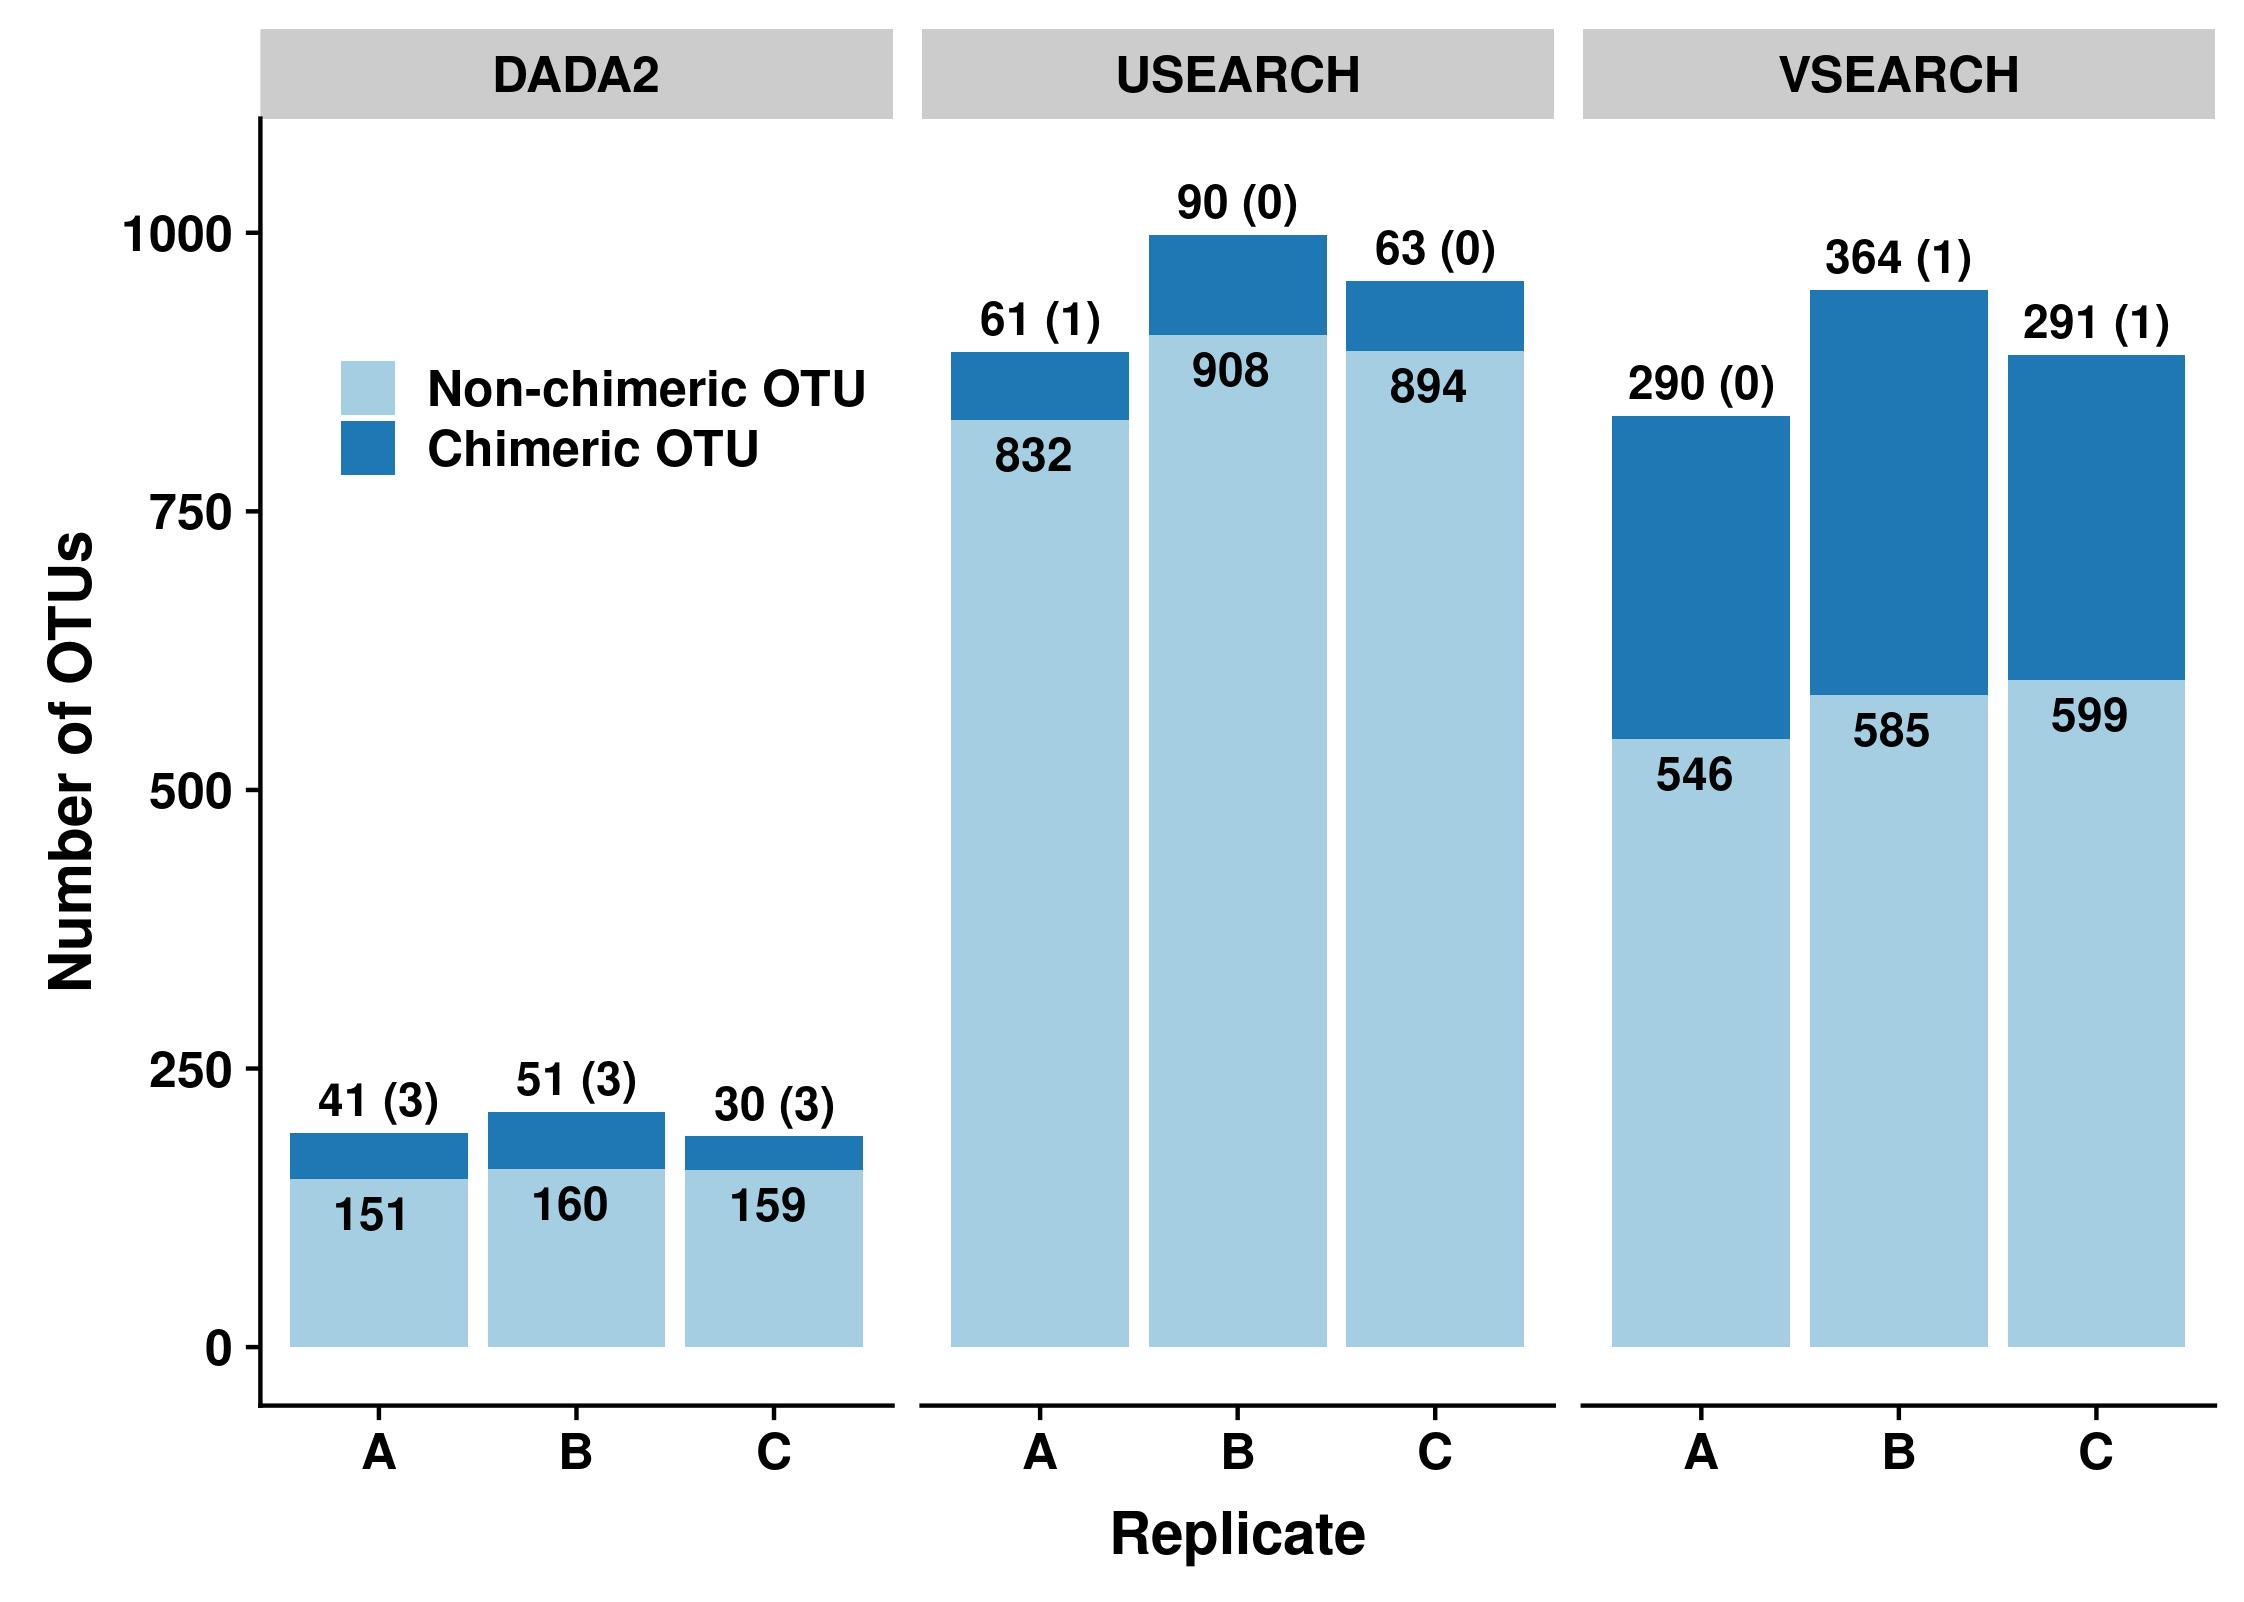 DADA2 USEARCH VSEARCH
Number of OTUs
1000
750
500
250
0
Non-chimeric OTU
Chimeric OTU
41 (3) 51 (3) 30 (3)
151 160 159
61 (1) 90 (0) 63 (0)
832 908 894
290 (0) 364 (1) 291 (1)
546 585 599
A B C A B C A B C
Replicate